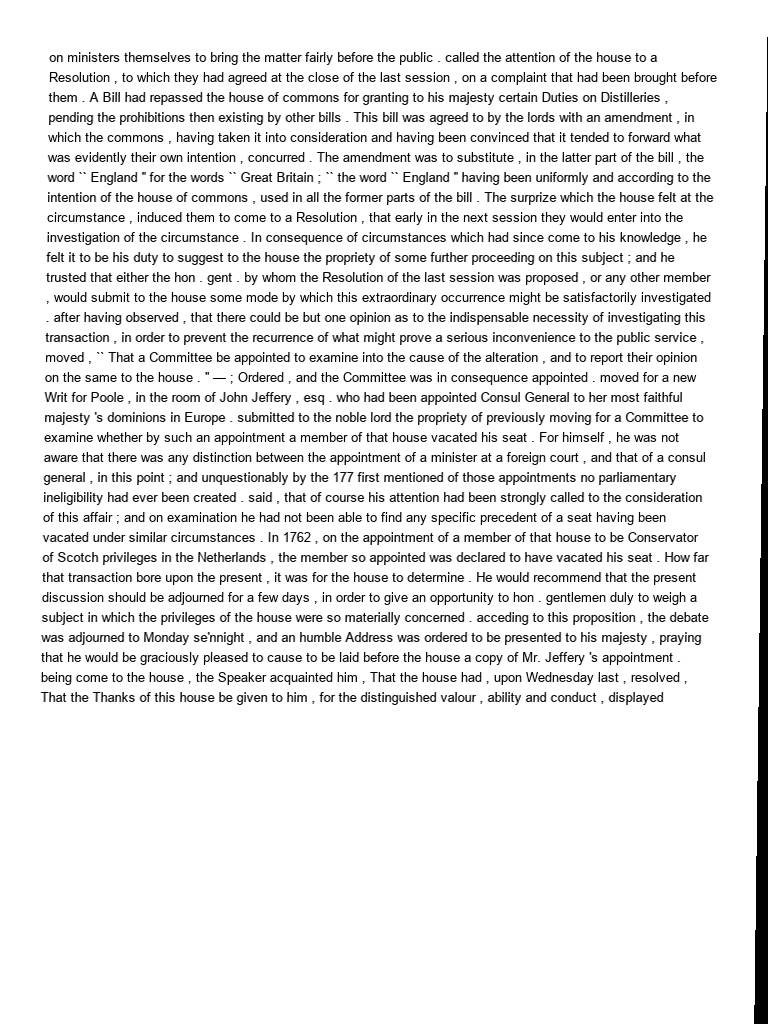 on ministers themselves to bring the matter fairly before the public . called the attention of the house to a
Resolution , to which they had agreed at the close of the last session , on a complaint that had been brought before
them . A Bill had repassed the house of commons for granting to his majesty certain Duties on Distilleries ,
pending the prohibitions then existing by other bills . This bill was agreed to by the lords with an amendment , in
which the commons , having taken it into consideration and having been convinced that it tended to forward what
was evidently their own intention , concurred . The amendment was to substitute , in the latter part of the bill , the
word `` England '' for the words `` Great Britain ; `` the word `` England '' having been uniformly and according to the
intention of the house of commons , used in all the former parts of the bill . The surprize which the house felt at the
circumstance , induced them to come to a Resolution , that early in the next session they would enter into the
investigation of the circumstance . In consequence of circumstances which had since come to his knowledge , he
felt it to be his duty to suggest to the house the propriety of some further proceeding on this subject ; and he
trusted that either the hon . gent . by whom the Resolution of the last session was proposed , or any other member
, would submit to the house some mode by which this extraordinary occurrence might be satisfactorily investigated
. after having observed , that there could be but one opinion as to the indispensable necessity of investigating this
transaction , in order to prevent the recurrence of what might prove a serious inconvenience to the public service ,
moved , `` That a Committee be appointed to examine into the cause of the alteration , and to report their opinion
on the same to the house . '' — ; Ordered , and the Committee was in consequence appointed . moved for a new
Writ for Poole , in the room of John Jeffery , esq . who had been appointed Consul General to her most faithful
majesty 's dominions in Europe . submitted to the noble lord the propriety of previously moving for a Committee to
examine whether by such an appointment a member of that house vacated his seat . For himself , he was not
aware that there was any distinction between the appointment of a minister at a foreign court , and that of a consul
general , in this point ; and unquestionably by the 177 first mentioned of those appointments no parliamentary
ineligibility had ever been created . said , that of course his attention had been strongly called to the consideration
of this affair ; and on examination he had not been able to find any specific precedent of a seat having been
vacated under similar circumstances . In 1762 , on the appointment of a member of that house to be Conservator
of Scotch privileges in the Netherlands , the member so appointed was declared to have vacated his seat . How far
that transaction bore upon the present , it was for the house to determine . He would recommend that the present
discussion should be adjourned for a few days , in order to give an opportunity to hon . gentlemen duly to weigh a
subject in which the privileges of the house were so materially concerned . acceding to this proposition , the debate
was adjourned to Monday se'nnight , and an humble Address was ordered to be presented to his majesty , praying
that he would be graciously pleased to cause to be laid before the house a copy of Mr. Jeffery 's appointment .
being come to the house , the Speaker acquainted him , That the house had , upon Wednesday last , resolved ,
That the Thanks of this house be given to him , for the distinguished valour , ability and conduct , displayed